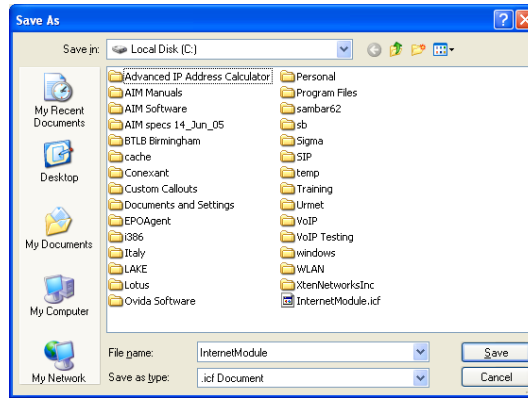 Save As
Save in: Local Disk (C:)
My Recent Documents
Desktop
My Documents
My Computer
My Network
Advanced IP Address Calculator
AIM Manuals
AIM Software
AIM specs 14_Jun_05
BTLB Birmingham
cache
Conexant
Custom Callouts
Documents and Settings
EPOAgent
i386
Italy
LAKE
Lotus
Ovida Software
Personal
Program Files
sambar62
sb
Sigma
SIP
temp
Training
Urmet
VoIP
VoIP Testing
windows
WLAN
XtenNetworksInc
InternetModule.icf
File name: InternetModule Save
Save as type: .icf Document Cancel